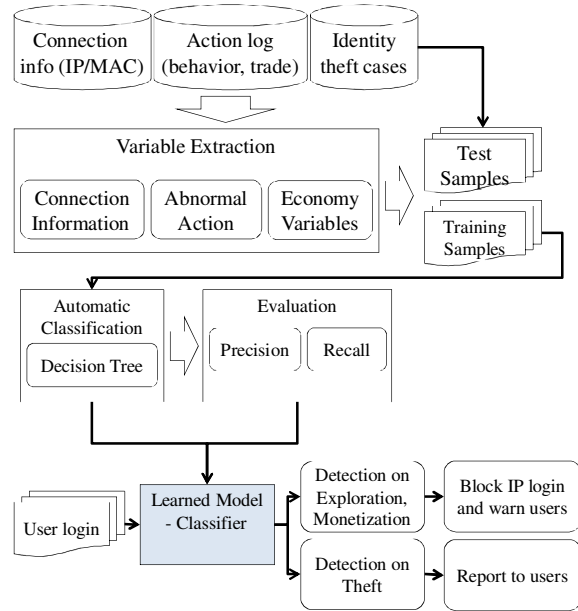 Connection
info (IP/MAC)
Action log
(behavior, trade)
Identity
theft cases
Variable Extraction
Connection
Information
Abnormal
Action
Economy
Variables
Test
Samples
Training
Samples
Automatic
Classification
Decision Tree
Evaluation
Precision
Recall
User login
Learned Model
- Classifier
Detection on
Exploration,
Monetization
Block IP login
and warn users
Detection on
Theft
Report to users